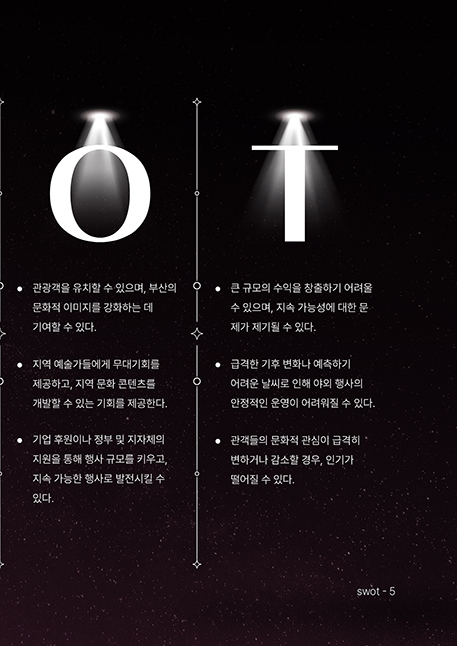 O
관광객을 유치할 수 있으며, 부산의
문화적 이미지를 강화하는 데
기여할 수 있다.
지역 예술가들에게 무대기회를
제공하고, 지역 문화 콘텐츠를
개발할 수 있는 기회를 제공한다.
기업 후원이나 정부 및 지자체의
지원을 통해 행사 규모를 키우고,
지속 가능한 행사로 발전시킬 수
있다.
T
큰 규모의 수익을 창출하기 어려울
수 있으며, 지속 가능성에 대한 문
제가 제기될 수 있다.
급격한 기후 변화나 예측하기
어려운 날씨로 인해 야외 행사의
안정적인 운영이 어려워질 수 있다.
관객들의 문화적 관심이 급격히
변하거나 감소할 경우, 인기가
떨어질 수 있다.
swot - 5